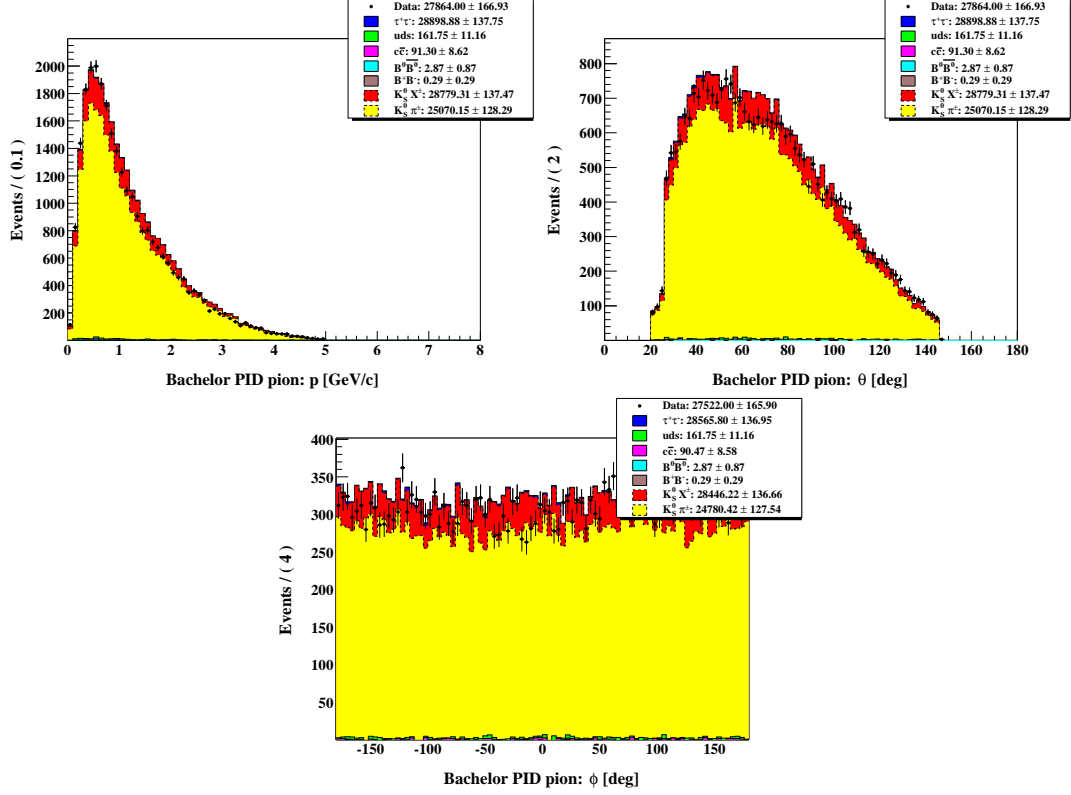 Data: 27864.00 ± 166.93
τ⁺τ⁻: 28898.88 ± 137.75
uds: 161.75 ± 11.16
cc̅: 91.30 ± 8.62
B⁰B̅⁰: 2.87 ± 0.87
B⁺B⁻: 0.29 ± 0.29
K⁰_S X±: 28779.31 ± 137.47
K⁰_S π±: 25070.15 ± 128.29
2000
1800
1600
1400
1200
1000
800
600
400
200
Events / ( 0.1 )
0 1 2 3 4 5 6 7 8
Bachelor PID pion: p [GeV/c]
Data: 27864.00 ± 166.93
τ⁺τ⁻: 28898.88 ± 137.75
uds: 161.75 ± 11.16
cc̅: 91.30 ± 8.62
B⁰B̅⁰: 2.87 ± 0.87
B⁺B⁻: 0.29 ± 0.29
K⁰_S X±: 28779.31 ± 137.47
K⁰_S π±: 25070.15 ± 128.29
800
700
600
500
400
300
200
100
Events / ( 2 )
0 20 40 60 80 100 120 140 160 180
Bachelor PID pion: θ [deg]
Data: 27522.00 ± 165.90
τ⁺τ⁻: 28565.80 ± 136.95
uds: 161.75 ± 11.16
cc̅: 90.47 ± 8.58
B⁰B̅⁰: 2.87 ± 0.87
B⁺B⁻: 0.29 ± 0.29
K⁰_S X±: 28446.22 ± 136.66
K⁰_S π±: 24780.42 ± 127.54
400
350
300
250
200
150
100
50
Events / ( 4 )
-150 -100 -50 0 50 100 150
Bachelor PID pion: ϕ [deg]